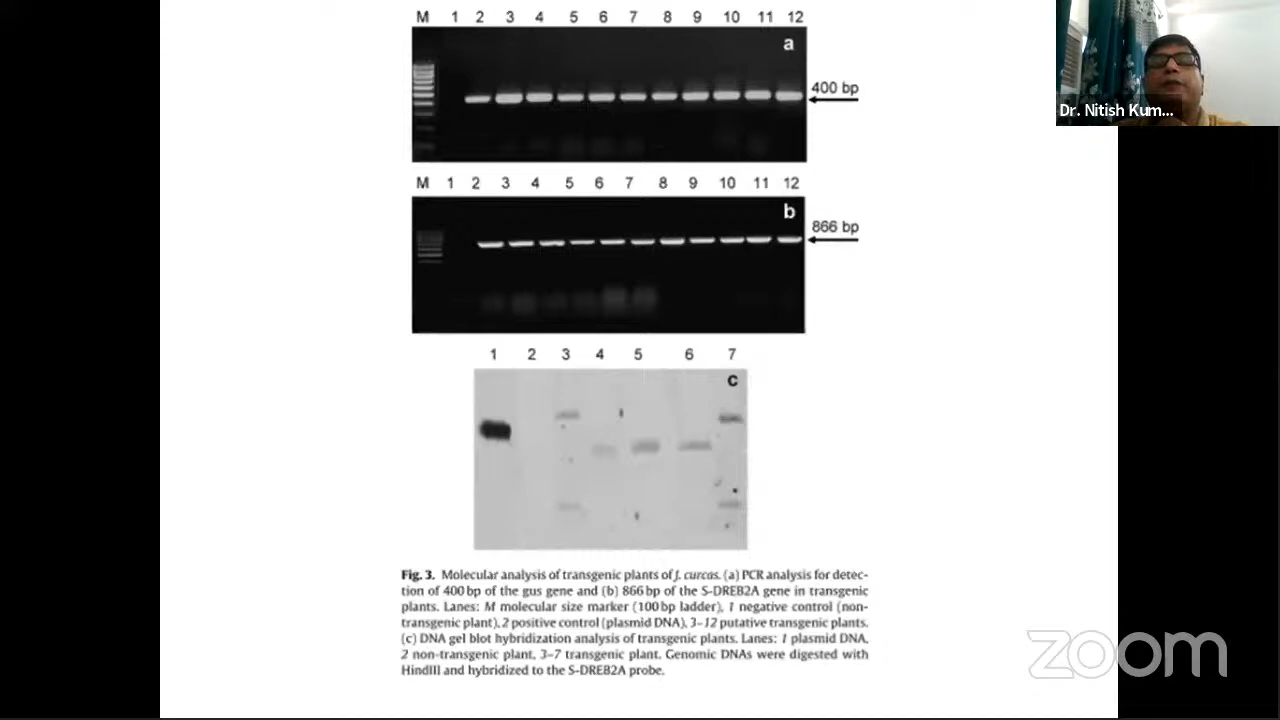 M 1 2 3 4 5 6 7 8 9 10 11 12
a
400 bp
Dr. Nitish Kum...
M 1 2 3 4 5 6 7 8 9 10 11 12
b
866 bp
1 2 3 4 5 6 7
c
Fig. 3. Molecular analysis of transgenic plants of J. curcas. (a) PCR analysis for detec-
tion of 400 bp of the gus gene and (b) 866 bp of the S-DREB2A gene in transgenic
plants. Lanes: M molecular size marker (100 bp ladder), 1 negative control (non-
transgenic plant), 2 positive control (plasmid DNA), 3–12 putative transgenic plants.
(c) DNA gel blot hybridization analysis of transgenic plants. Lanes: 1 plasmid DNA,
2 non-transgenic plant, 3–7 transgenic plant. Genomic DNAs were digested with
HindIII and hybridized to the S-DREB2A probe.
zoom